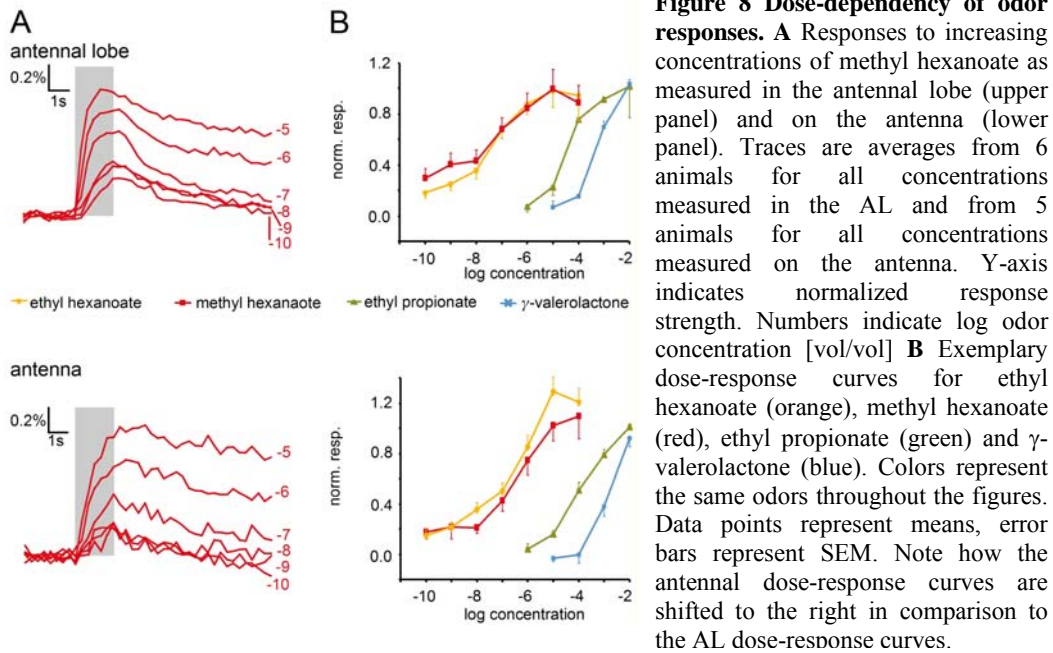 A
antennal lobe
0.2%
1s
-5
-6
-7
-8
-9
-10
B
norm. resp.
1.2
0.8
0.4
0.0
-10
-8
-6
-4
-2
log concentration
ethyl hexanoate
methyl hexanaote
ethyl propionate
γ-valerolactone
antenna
0.2%
1s
-5
-6
-7
-8
-9
-10
norm. resp.
1.2
0.8
0.4
0.0
-10
-8
-6
-4
-2
log concentration
Figure 8 Dose-dependency of odor
responses. A Responses to increasing
concentrations of methyl hexanoate as
measured in the antennal lobe (upper
panel) and on the antenna (lower
panel). Traces are averages from 6
animals for all concentrations
measured in the AL and from 5
animals for all concentrations
measured on the antenna. Y-axis
indicates normalized response
strength. Numbers indicate log odor
concentration [vol/vol] B Exemplary
dose-response curves for ethyl
hexanoate (orange), methyl hexanoate
(red), ethyl propionate (green) and γ-
valerolactone (blue). Colors represent
the same odors throughout the figures.
Data points represent means, error
bars represent SEM. Note how the
antennal dose-response curves are
shifted to the right in comparison to
the AL dose-response curves.